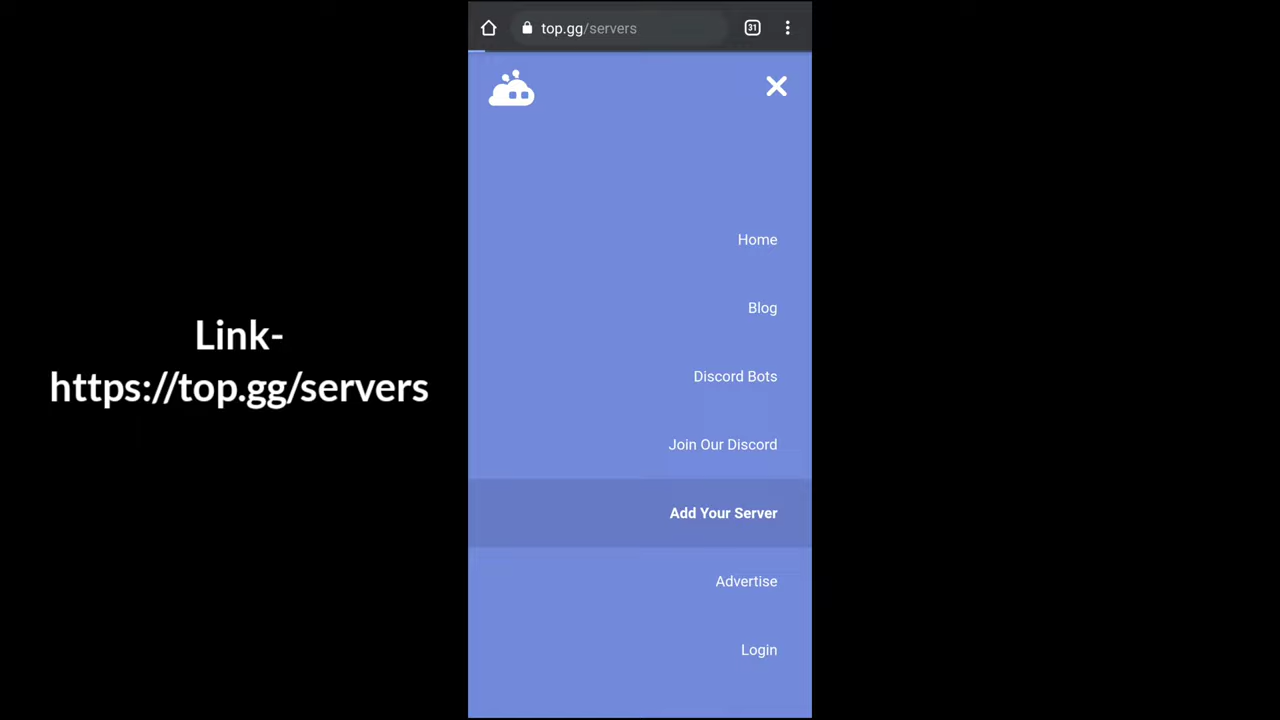 top.gg/servers
31
Home
Blog
Discord Bots
Join Our Discord
Add Your Server
Advertise
Login
Link-
https://top.gg/servers